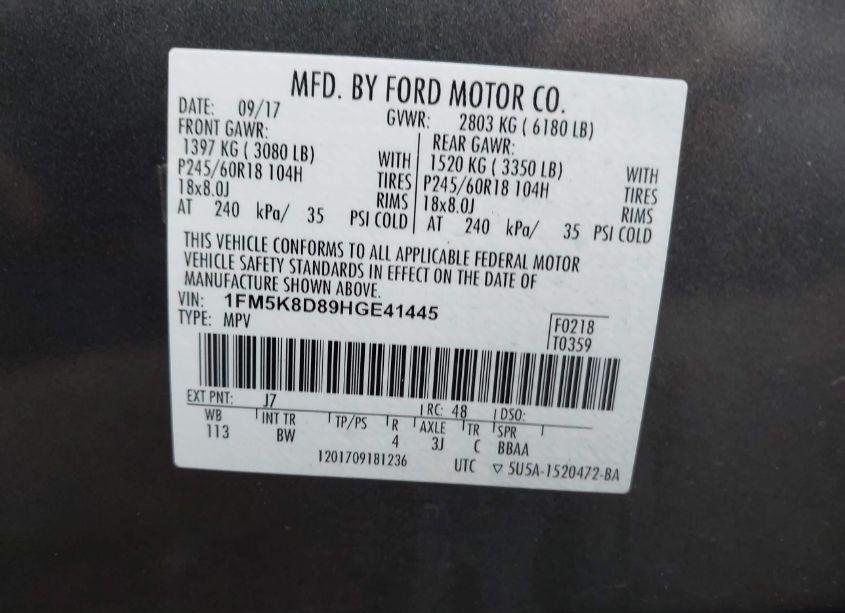 MFD. BY FORD MOTOR CO.
DATE: 09/17 GVWR: 2803 KG ( 6180 LB)
FRONT GAWR: REAR GAWR:
1397 KG ( 3080 LB) WITH 1520 KG ( 3350 LB) WITH
P245/60R18 104H TIRES P245/60R18 104H TIRES
18x8.0J RIMS 18x8.0J RIMS
AT 240 kPa/ 35 PSI COLD AT 240 kPa/ 35 PSI COLD
THIS VEHICLE CONFORMS TO ALL APPLICABLE FEDERAL MOTOR
VEHICLE SAFETY STANDARDS IN EFFECT ON THE DATE OF
MANUFACTURE SHOWN ABOVE.
VIN: 1FM5K8D89HGE41445
TYPE: MPV F0218
T0359
EXT PNT: J7 RC: 48 DSO:
WB INT TR TP/PS R AXLE TR SPR
113 BW 4 3J C BBAA
1201709181236 UTC ▽ 5U5A-1520472-BA